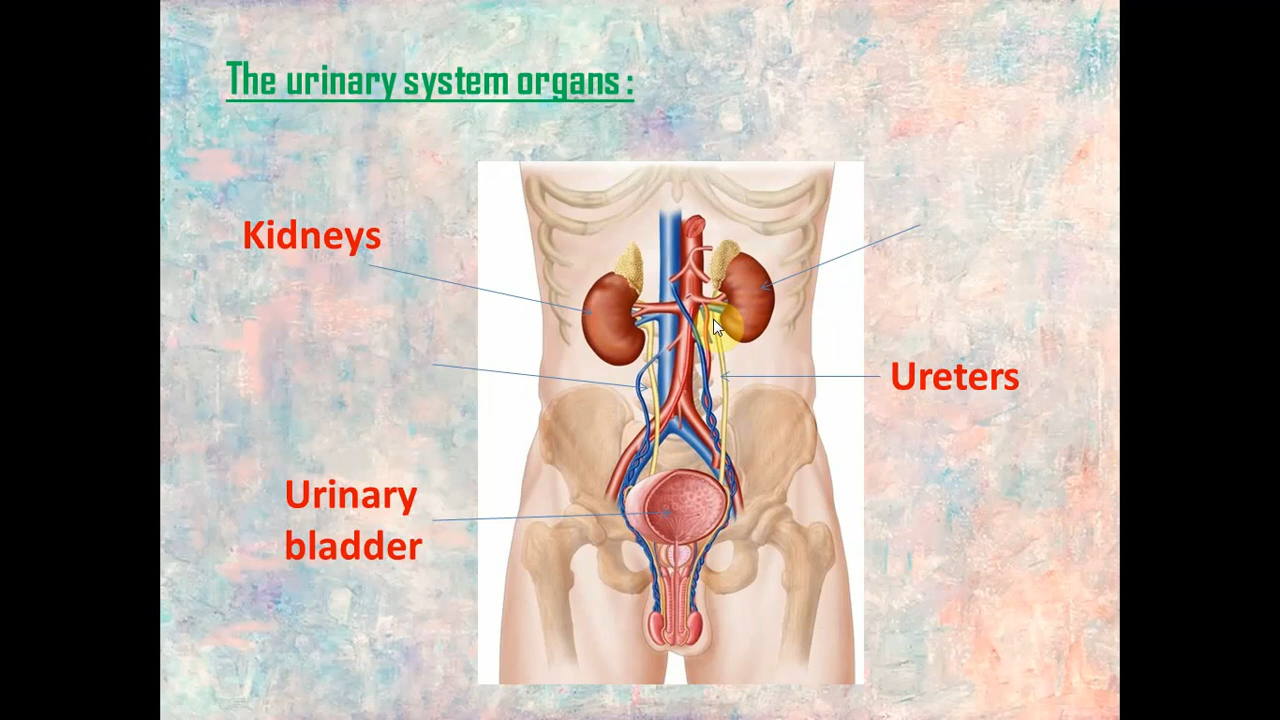 The urinary system organs :
Kidneys
Ureters
Urinary
bladder